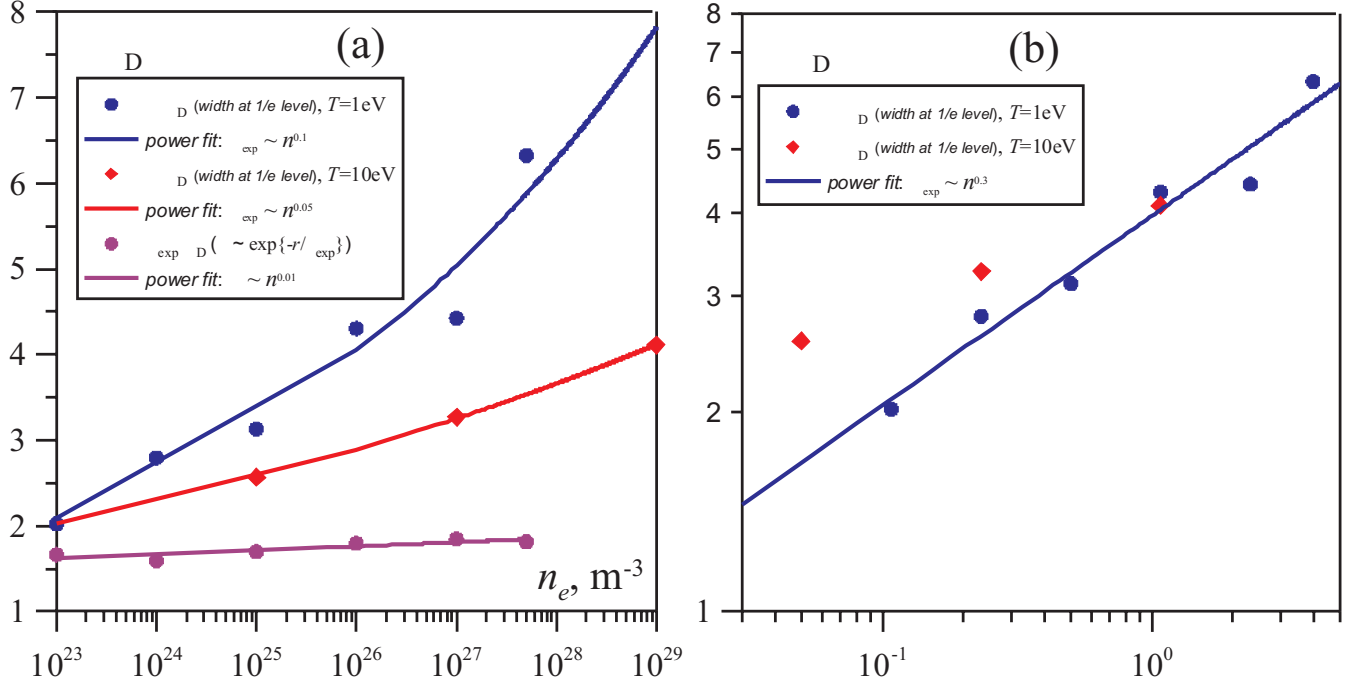 (a)
D
D (width at 1/e level), T=1eV
power fit: exp ~ n^0.1
D (width at 1/e level), T=10eV
power fit: exp ~ n^0.05
exp D ( ~ exp{-r/ exp})
power fit: ~ n^0.01
8
7
6
5
4
3
2
1
n_e, m^-3
10^23 10^24 10^25 10^26 10^27 10^28 10^29
(b)
D
D (width at 1/e level), T=1eV
D (width at 1/e level), T=10eV
power fit: exp ~ n^0.3
8
7
6
5
4
3
2
1
10^-1 10^0